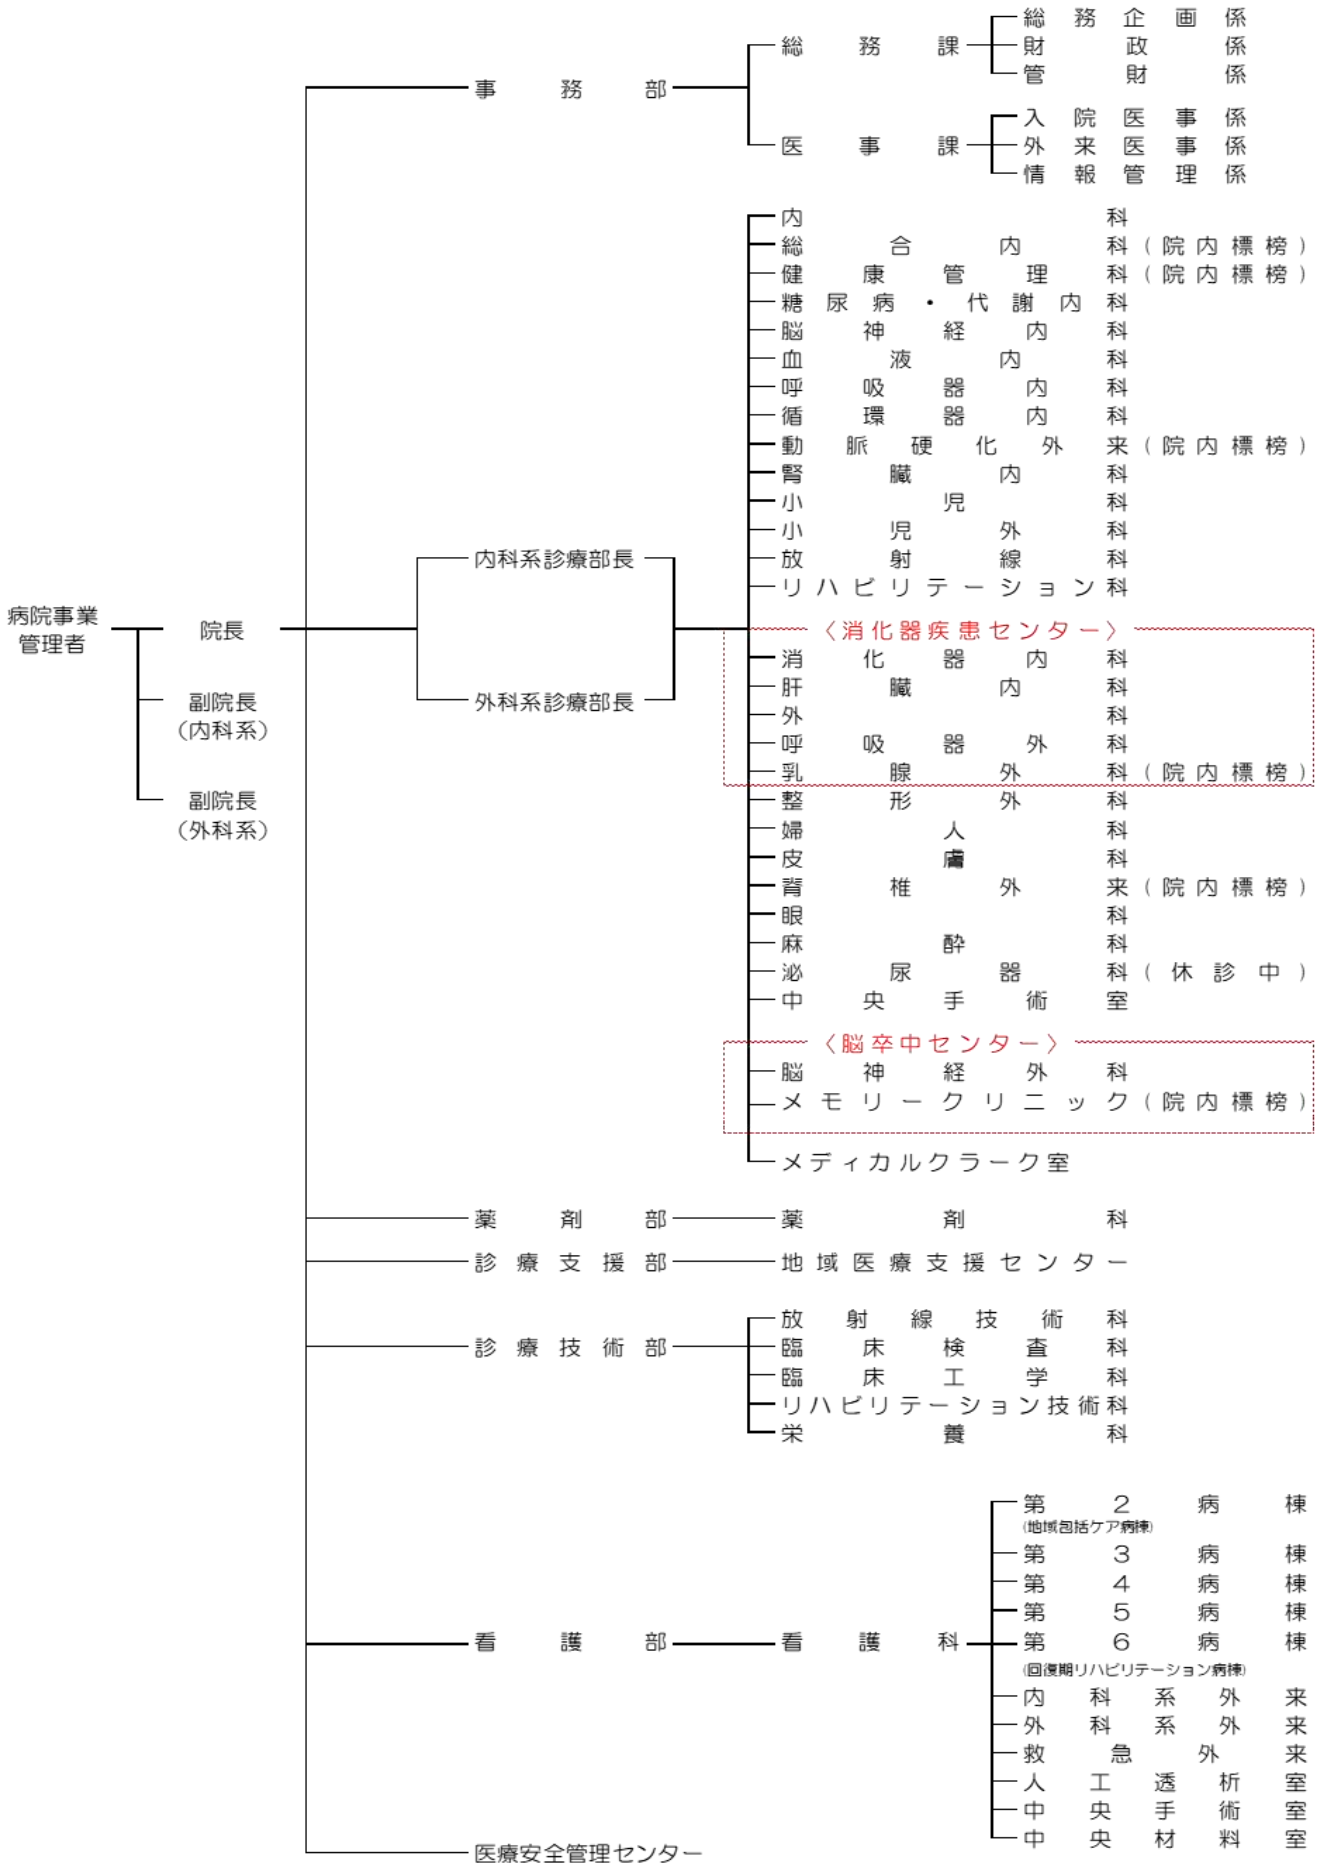 総務企画係
総務課
財政係
管財係
事務部
入院医事係
医事課
外来医事係
情報管理係
内科
総合内科(院内標榜)
健康管理科(院内標榜)
糖尿病・代謝内科
脳神経内科
血液内科
呼吸器内科
循環器内科
動脈硬化外来(院内標榜)
腎臓内科
小児科
小児外科
放射線科
リハビリテーション科
内科系診療部長
病院事業
管理者
院長
〈消化器疾患センター〉
消化器内科
肝臓内科
外科
呼吸器外科
乳腺外科(院内標榜)
外科系診療部長
副院長
(内科系)
副院長
(外科系)
整形外科
婦人科
皮膚科
脊椎外来(院内標榜)
眼科
麻酔科
泌尿器科(休診中)
中央手術室
〈脳卒中センター〉
脳神経外科
メモリークリニック(院内標榜)
メディカルクラーク室
薬剤部
薬剤科
診療支援部
地域医療支援センター
放射線技術科
診療技術部
臨床検査科
臨床工学科
リハビリテーション技術科
栄養科
第2病棟
(地域包括ケア病棟)
第3病棟
第4病棟
第5病棟
看護部
看護科
第6病棟
(回復期リハビリテーション病棟)
内科系外来
外科系外来
救急外来
人工透析室
中央手術室
中央材料室
医療安全管理センター